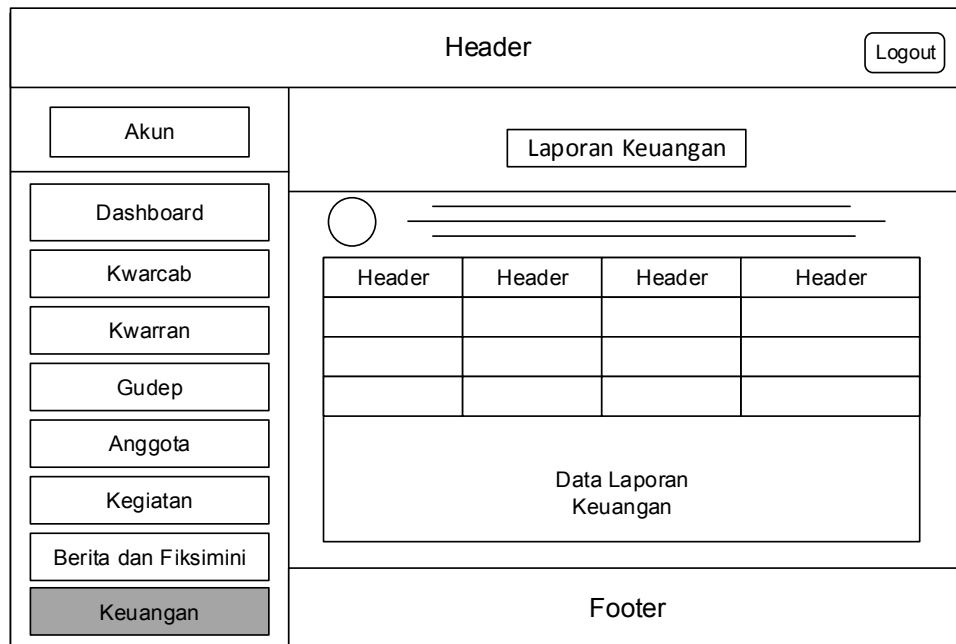 Header
Logout
Akun
Dashboard
Kwarcab
Kwarran
Gudep
Anggota
Kegiatan
Berita dan Fiksimini
Keuangan
Laporan Keuangan
Header Header Header Header
Data Laporan
Keuangan
Footer